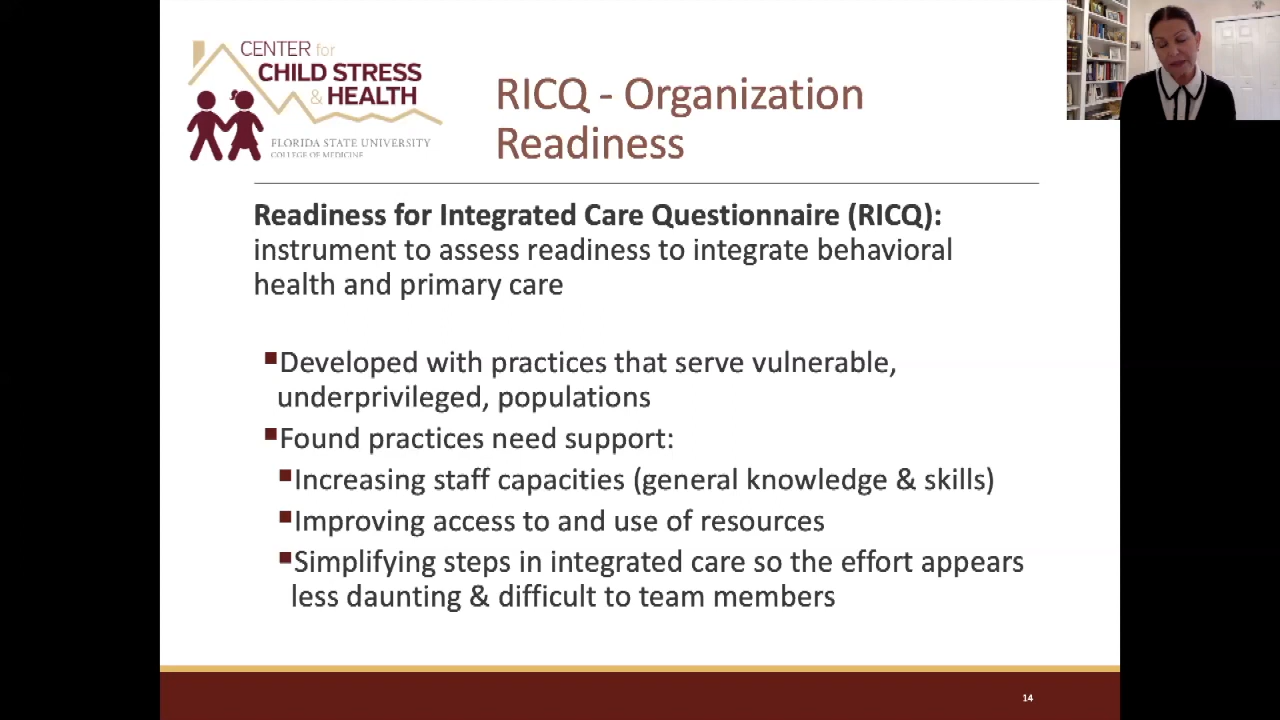 CENTER for
CHILD STRESS
& HEALTH
FLORIDA STATE UNIVERSITY
COLLEGE OF MEDICINE
RICQ - Organization
Readiness
Readiness for Integrated Care Questionnaire (RICQ):
instrument to assess readiness to integrate behavioral
health and primary care
Developed with practices that serve vulnerable,
underprivileged, populations
Found practices need support:
Increasing staff capacities (general knowledge & skills)
Improving access to and use of resources
Simplifying steps in integrated care so the effort appears
less daunting & difficult to team members
14